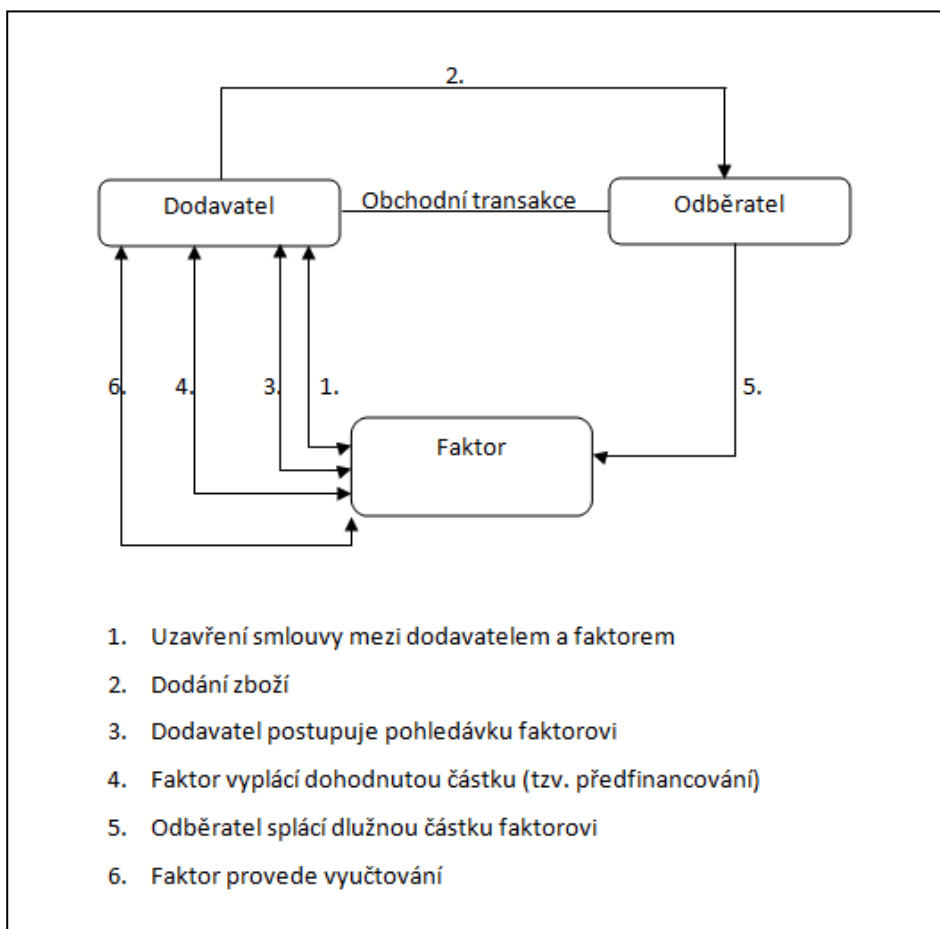 2.
Dodavatel
Obchodní transakce
Odběratel
6.
4.
3.
1.
5.
Faktor
1. Uzavření smlouvy mezi dodavatelem a faktorem
2. Dodání zboží
3. Dodavatel postupuje pohledávku faktorovi
4. Faktor vyplácí dohodnutou částku (tzv. předfinancování)
5. Odběratel splácí dlužnou částku faktorovi
6. Faktor provede vyučtování